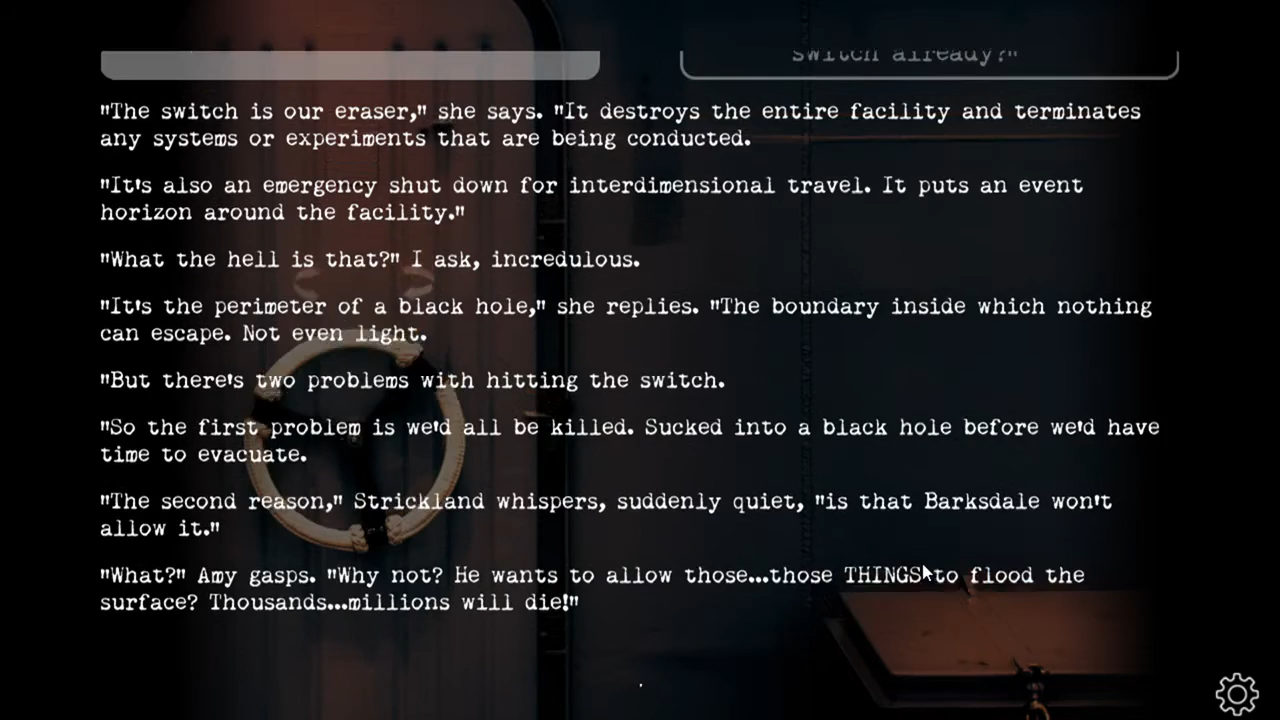 switch already?"
"The switch is our eraser," she says. "It destroys the entire facility and terminates
any systems or experiments that are being conducted.
"It's also an emergency shut down for interdimensional travel. It puts an event
horizon around the facility."
"What the hell is that?" I ask, incredulous.
"It's the perimeter of a black hole," she replies. "The boundary inside which nothing
can escape. Not even light.
"But there's two problems with hitting the switch.
"So the first problem is we'd all be killed. Sucked into a black hole before we'd have
time to evacuate.
"The second reason," Strickland whispers, suddenly quiet, "is that Barksdale won't
allow it."
"What?" Amy gasps. "Why not? He wants to allow those...those THINGS to flood the
surface? Thousands...millions will die!"